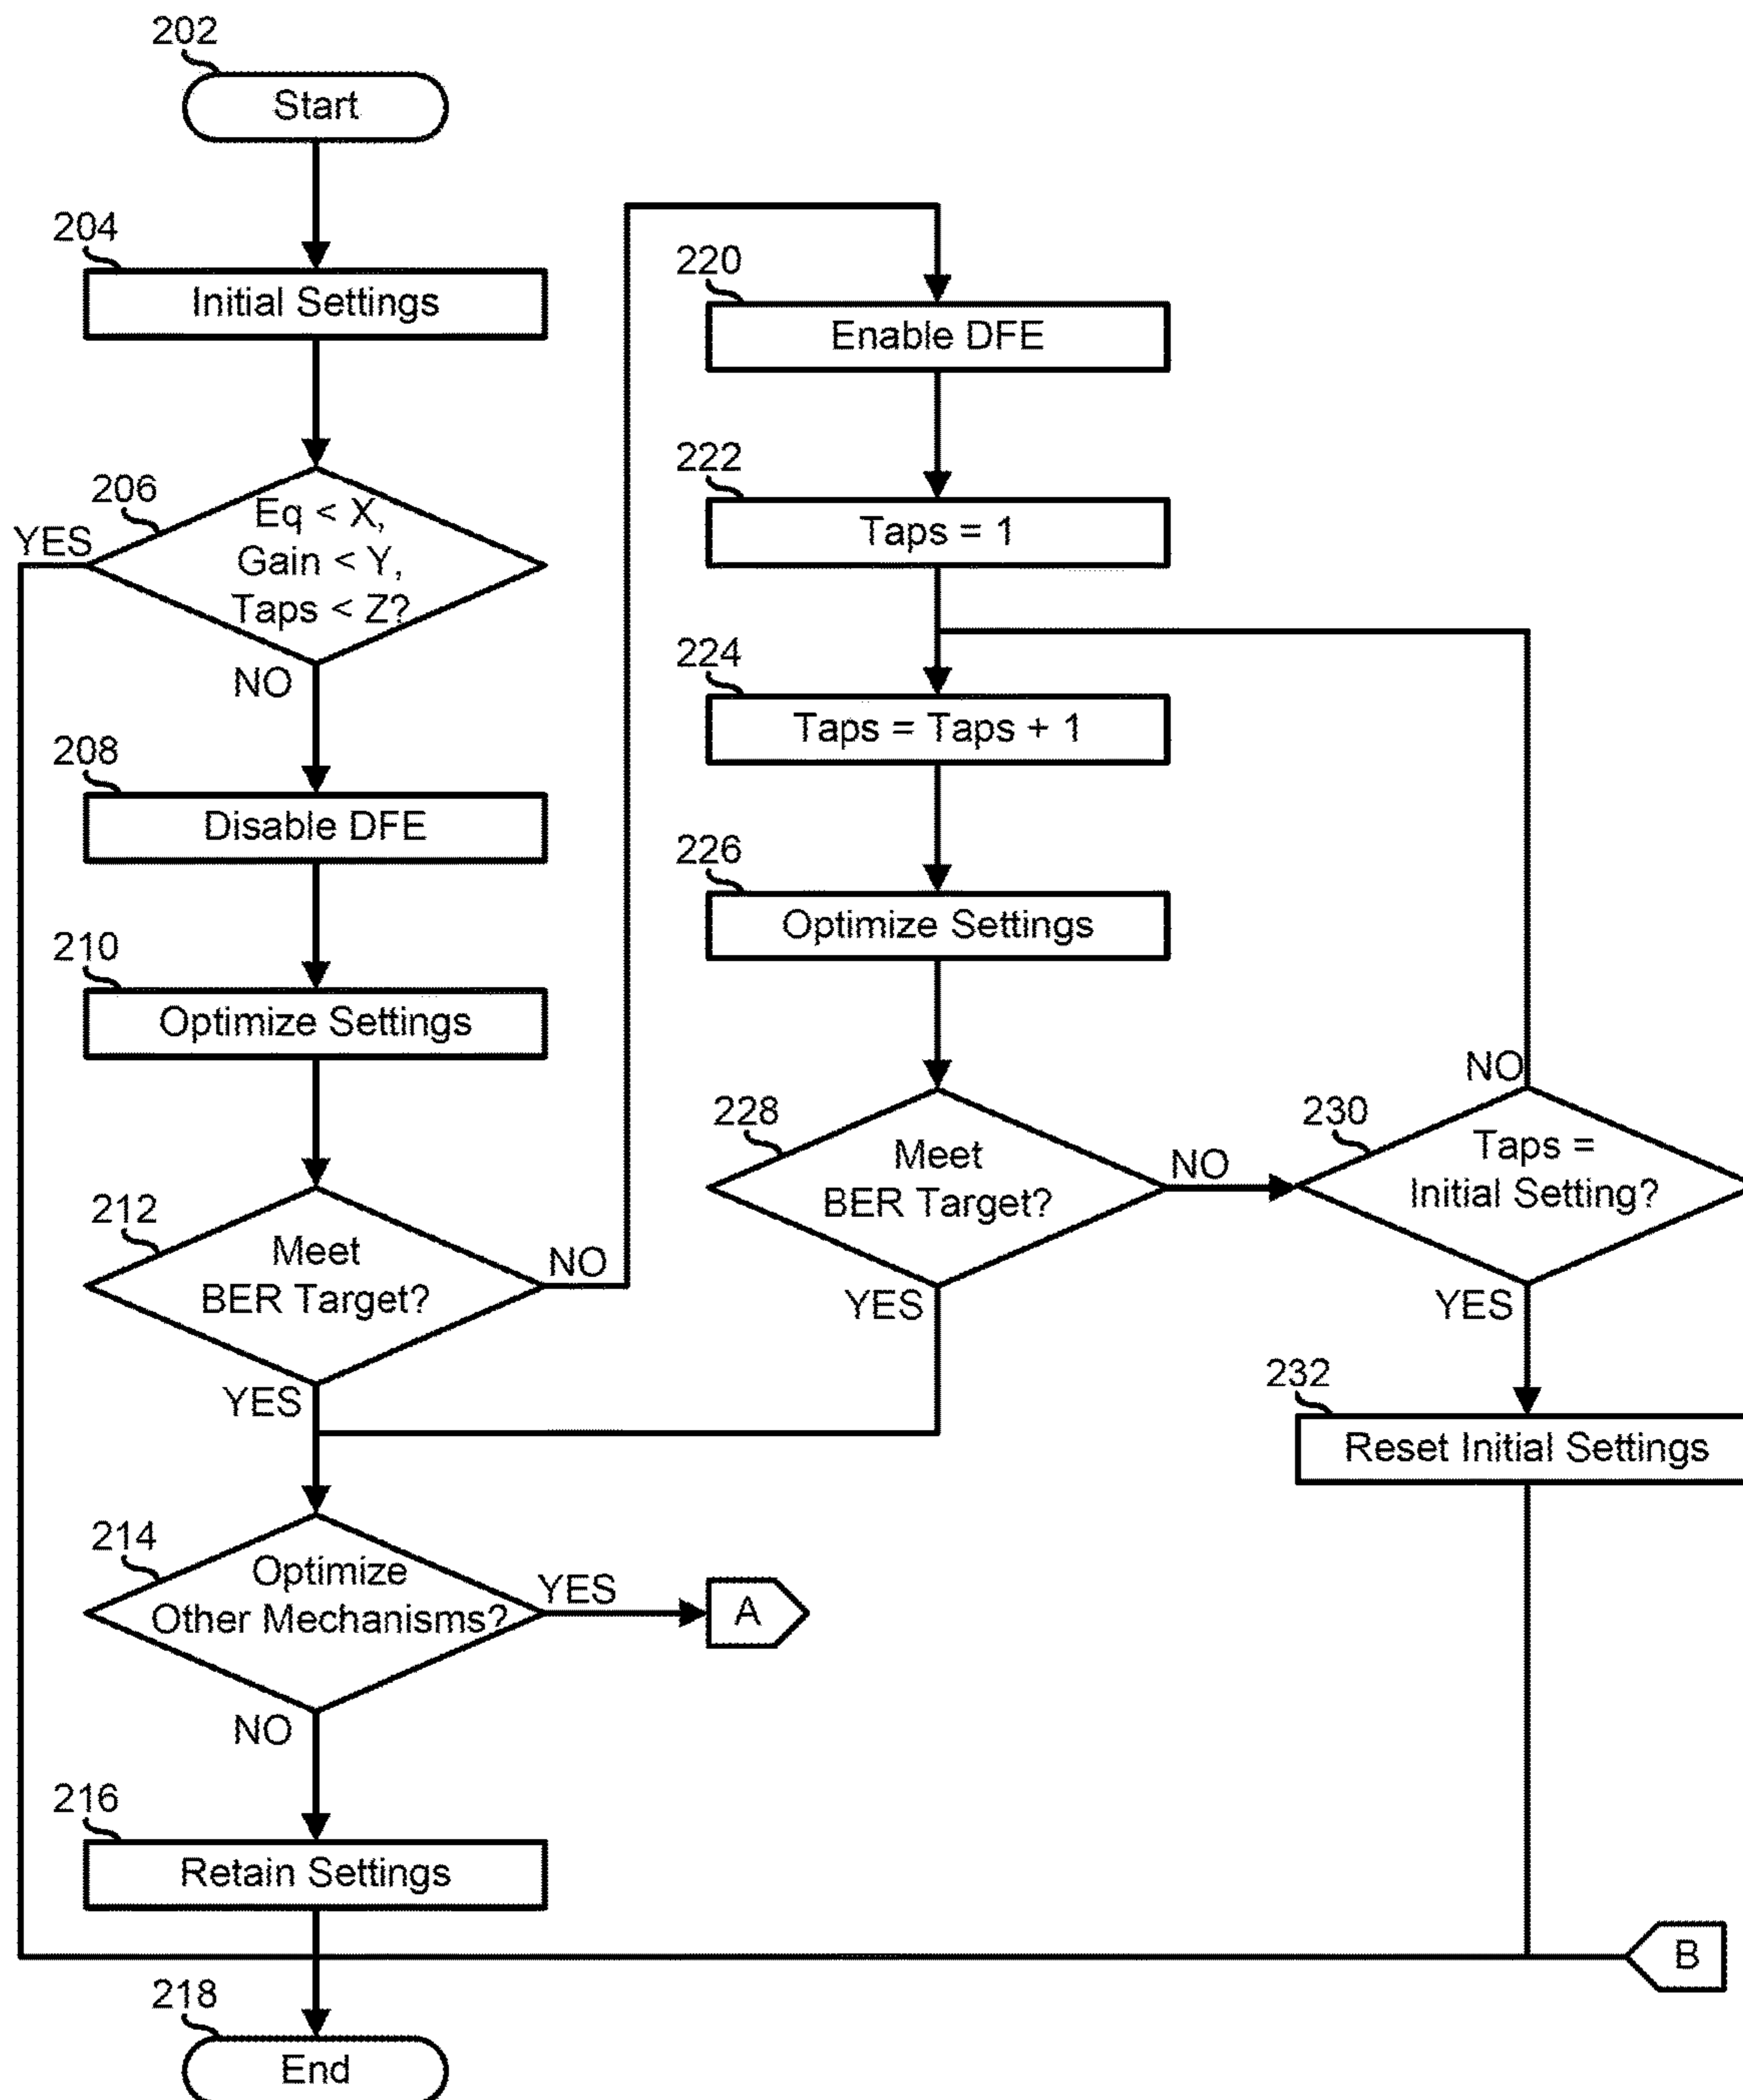 202
Start
204
Initial Settings
206
YES
Eq < X,
Gain < Y,
Taps < Z?
NO
208
Disable DFE
210
Optimize Settings
212
Meet
BER Target?
NO
YES
214
Optimize
Other Mechanisms?
YES
A
NO
216
Retain Settings
218
End
220
Enable DFE
222
Taps = 1
224
Taps = Taps + 1
226
Optimize Settings
228
Meet
BER Target?
NO
YES
230
NO
Taps =
Initial Setting?
YES
232
Reset Initial Settings
B